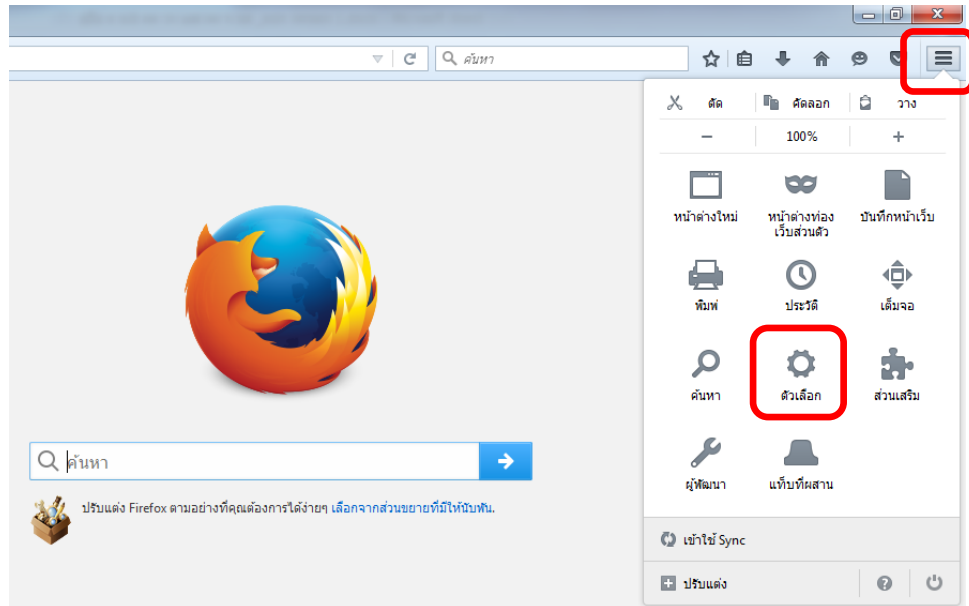 ค้นหา
ตัด
คัดลอก
วาง
100%
หน้าต่างใหม่
หน้าต่างท่อง
เว็บส่วนตัว
บันทึกหน้าเว็บ
พิมพ์
ประวัติ
เต็มจอ
ค้นหา
ตัวเลือก
ส่วนเสริม
ผู้พัฒนา
แท็บที่ผสาน
เข้าใช้ Sync
ปรับแต่ง
ค้นหา
ปรับแต่ง Firefox ตามอย่างที่คุณต้องการได้ง่ายๆ เลือกจากส่วนขยายที่มีให้นับพัน.